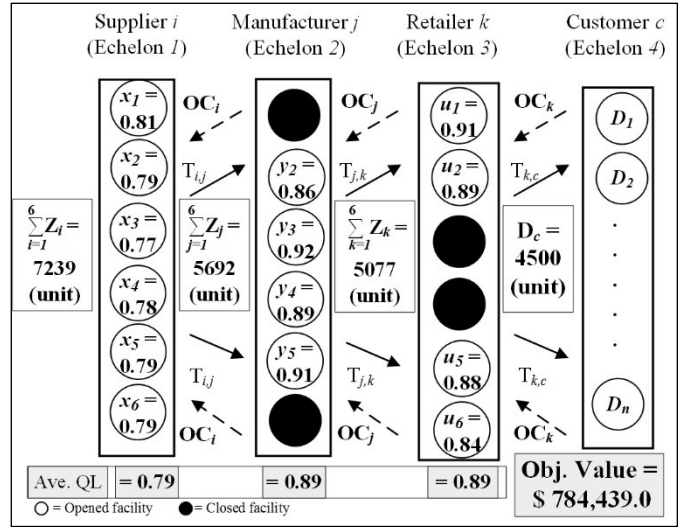 Supplier i Manufacturer j Retailer k Customer c
(Echelon 1) (Echelon 2) (Echelon 3) (Echelon 4)
x1 = 0.81
x2 = 0.79
x3 = 0.77
x4 = 0.78
x5 = 0.79
x6 = 0.79
y2 = 0.86
y3 = 0.92
y4 = 0.89
y5 = 0.91
u1 = 0.91
u2 = 0.89
u5 = 0.88
u6 = 0.84
D1
D2
.
.
.
.
.
Dn
OCi OCj OCk
Ti,j Tj,k Tk,c
6
∑Zi =
i=1
7239
(unit)
6
∑Zj =
j=1
5692
(unit)
6
∑Zk =
k=1
5077
(unit)
Dc =
4500
(unit)
Ti,j Tj,k Tk,c
OCi OCj OCk
Ave. QL = 0.79 = 0.89 = 0.89
Obj. Value =
$ 784,439.0
= Opened facility = Closed facility